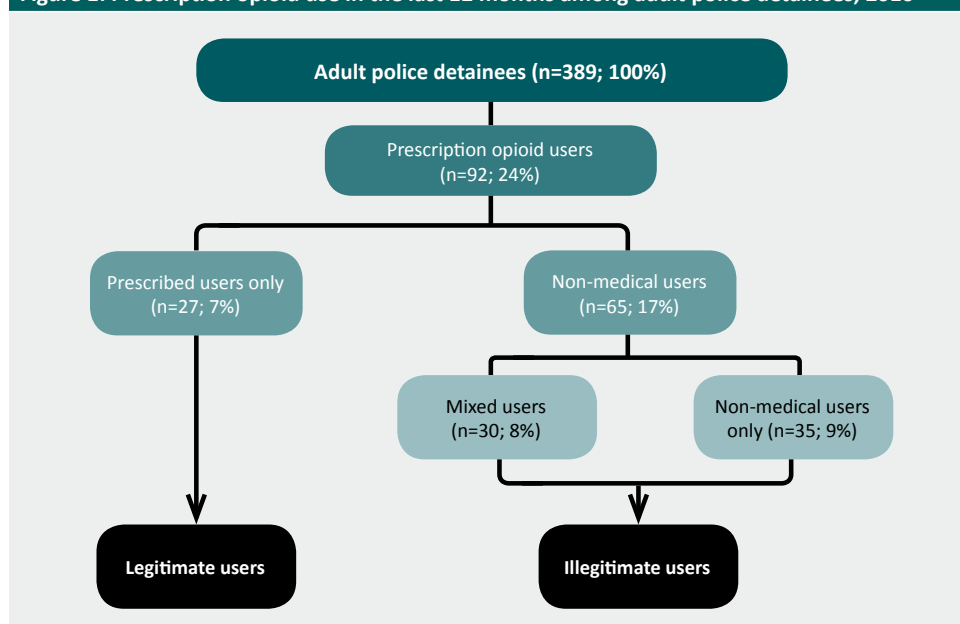 Adult police detainees (n=389; 100%)
Prescription opioid users
(n=92; 24%)
Prescribed users only
(n=27; 7%)
Non-medical users
(n=65; 17%)
Mixed users
(n=30; 8%)
Non-medical users
only (n=35; 9%)
Legitimate users
Illegitimate users